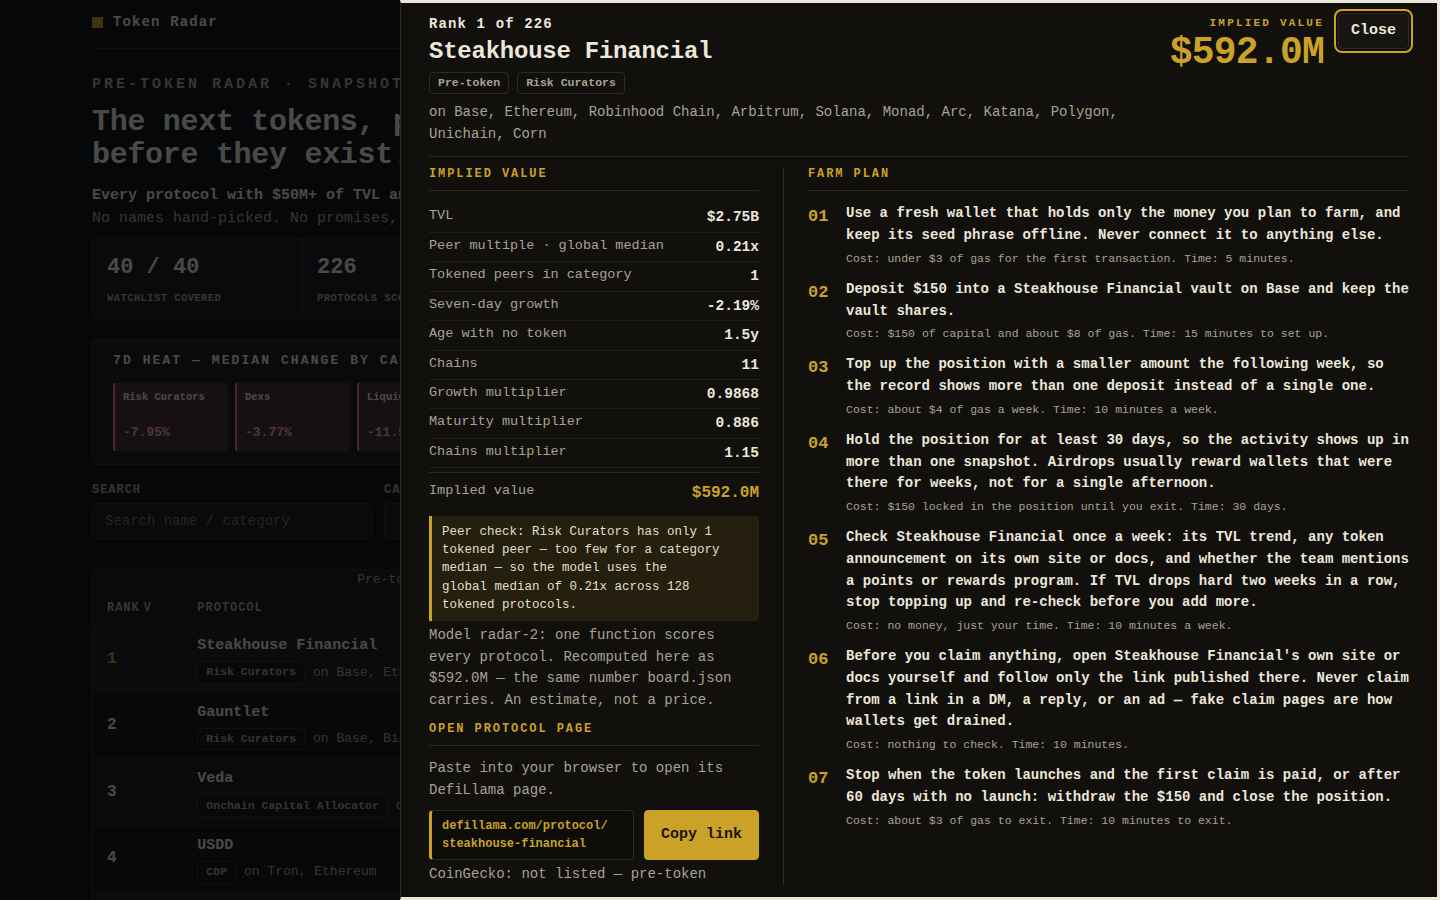 Token Radar
PRE-TOKEN RADAR · SNAPSHOT
The next tokens,
before they exist
Every protocol with $50M+ of TVL
No names hand-picked. No promises,
40 / 40
WATCHLIST COVERED
226
PROTOCOLS
7D HEAT — MEDIAN CHANGE BY
Risk Curators
-7.95%
Dexs
-3.77%
SEARCH
Search name / category
RANK V
PROTOCOL
1
Steakhouse Financial
Risk Curators
on Base,
2
Gauntlet
Risk Curators
on Base,
3
Veda
Onchain Capital Allocator
4
USDD
CDP
on Tron, Ethereum
Rank 1 of 226
Steakhouse Financial
Pre-token
Risk Curators
on Base, Ethereum, Robinhood Chain, Arbitrum, Solana, Monad, Arc, Katana, Polygon,
Unichain, Corn
IMPLIED VALUE
$592.0M
Close
IMPLIED VALUE
TVL $2.75B
Peer multiple · global median 0.21x
Tokened peers in category 1
Seven-day growth -2.19%
Age with no token 1.5y
Chains 11
Growth multiplier 0.9868
Maturity multiplier 0.886
Chains multiplier 1.15
Implied value $592.0M
Peer check: Risk Curators has only 1
tokened peer — too few for a category
median — so the model uses the
global median of 0.21x across 128
tokened protocols.
Model radar-2: one function scores
every protocol. Recomputed here as
$592.0M — the same number board.json
carries. An estimate, not a price.
OPEN PROTOCOL PAGE
Paste into your browser to open its
DefiLlama page.
defillama.com/protocol/
steakhouse-financial
Copy link
CoinGecko: not listed — pre-token
FARM PLAN
01
Use a fresh wallet that holds only the money you plan to farm, and
keep its seed phrase offline. Never connect it to anything else.
Cost: under $3 of gas for the first transaction. Time: 5 minutes.
02
Deposit $150 into a Steakhouse Financial vault on Base and keep the
vault shares.
Cost: $150 of capital and about $8 of gas. Time: 15 minutes to set up.
03
Top up the position with a smaller amount the following week, so
the record shows more than one deposit instead of a single one.
Cost: about $4 of gas a week. Time: 10 minutes a week.
04
Hold the position for at least 30 days, so the activity shows up in
more than one snapshot. Airdrops usually reward wallets that were
there for weeks, not for a single afternoon.
Cost: $150 locked in the position until you exit. Time: 30 days.
05
Check Steakhouse Financial once a week: its TVL trend, any token
announcement on its own site or docs, and whether the team mentions
a points or rewards program. If TVL drops hard two weeks in a row,
stop topping up and re-check before you add more.
Cost: no money, just your time. Time: 10 minutes a week.
06
Before you claim anything, open Steakhouse Financial's own site or
docs yourself and follow only the link published there. Never claim
from a link in a DM, a reply, or an ad — fake claim pages are how
wallets get drained.
Cost: nothing to check. Time: 10 minutes.
07
Stop when the token launches and the first claim is paid, or after
60 days with no launch: withdraw the $150 and close the position.
Cost: about $3 of gas to exit. Time: 10 minutes to exit.